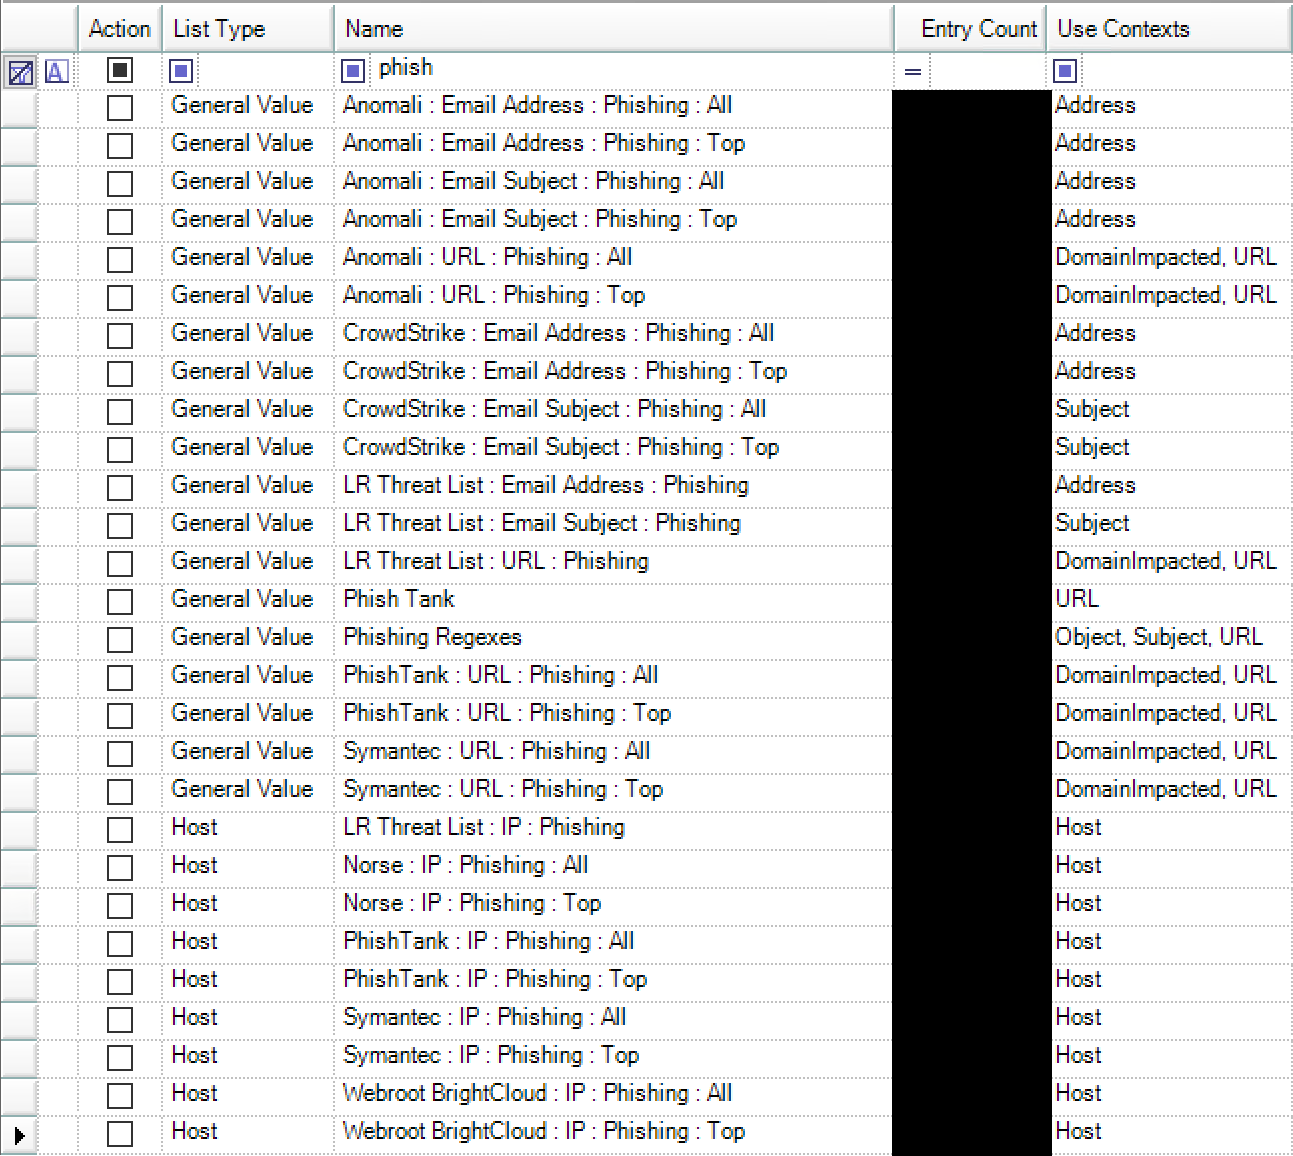 Action List Type Name Entry Count Use Contexts
A phish =
General Value Anomali : Email Address : Phishing : All Address
General Value Anomali : Email Address : Phishing : Top Address
General Value Anomali : Email Subject : Phishing : All Address
General Value Anomali : Email Subject : Phishing : Top Address
General Value Anomali : URL : Phishing : All DomainImpacted, URL
General Value Anomali : URL : Phishing : Top DomainImpacted, URL
General Value CrowdStrike : Email Address : Phishing : All Address
General Value CrowdStrike : Email Address : Phishing : Top Address
General Value CrowdStrike : Email Subject : Phishing : All Subject
General Value CrowdStrike : Email Subject : Phishing : Top Subject
General Value LR Threat List : Email Address : Phishing Address
General Value LR Threat List : Email Subject : Phishing Subject
General Value LR Threat List : URL : Phishing DomainImpacted, URL
General Value Phish Tank URL
General Value Phishing Regexes Object, Subject, URL
General Value PhishTank : URL : Phishing : All DomainImpacted, URL
General Value PhishTank : URL : Phishing : Top DomainImpacted, URL
General Value Symantec : URL : Phishing : All DomainImpacted, URL
General Value Symantec : URL : Phishing : Top DomainImpacted, URL
Host LR Threat List : IP : Phishing Host
Host Norse : IP : Phishing : All Host
Host Norse : IP : Phishing : Top Host
Host PhishTank : IP : Phishing : All Host
Host PhishTank : IP : Phishing : Top Host
Host Symantec : IP : Phishing : All Host
Host Symantec : IP : Phishing : Top Host
Host Webroot BrightCloud : IP : Phishing : All Host
Host Webroot BrightCloud : IP : Phishing : Top Host